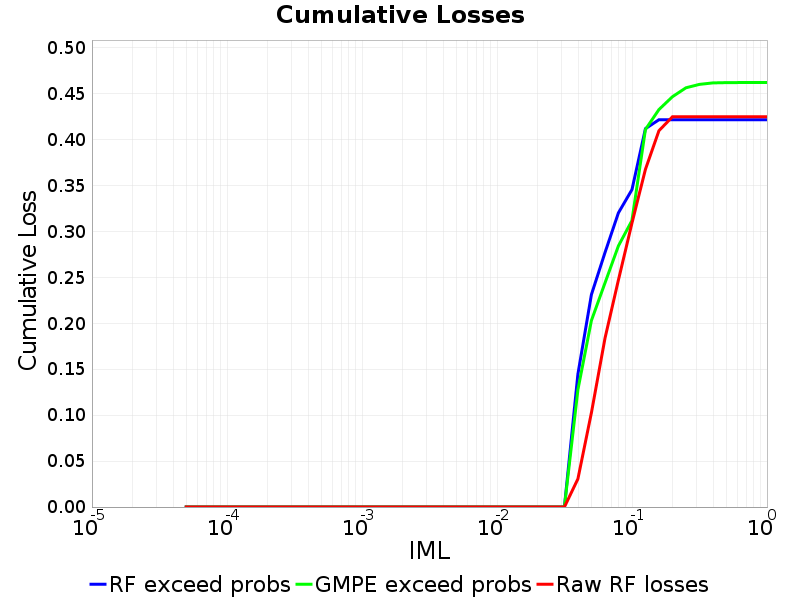 Cumulative Losses
Cumulative Loss
0.50
0.45
0.40
0.35
0.30
0.25
0.20
0.15
0.10
0.05
0.00
10^-5 10^-4 10^-3 10^-2 10^-1 10^0
IML
RF exceed probs GMPE exceed probs Raw RF losses